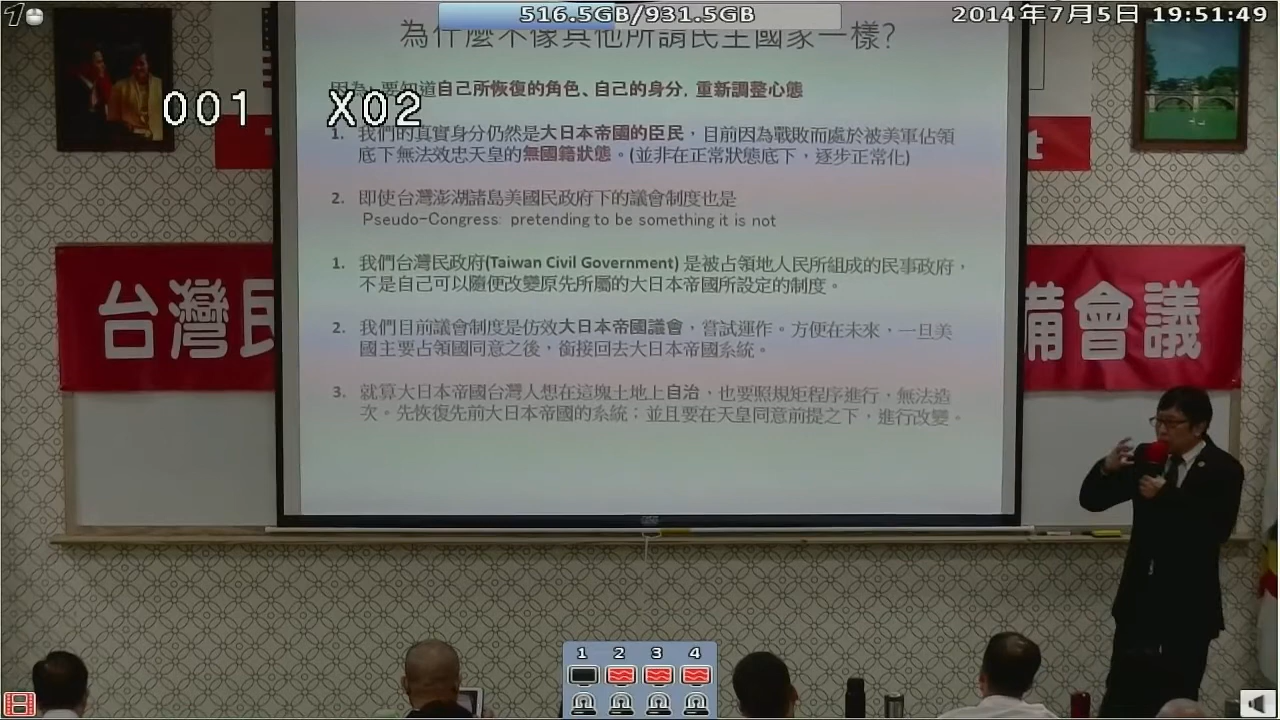 516.5GB/931.5GB
2014年7月5日 19:51:49
001 X02
為什麼不像其他所謂民主國家一樣?
因為，要知道自己所恢復的角色、自己的身分，重新調整心態
1. 我們的真實身分仍然是大日本帝國的臣民，目前因為戰敗而處於被美軍佔領
底下無法效忠天皇的無國籍狀態。(並非在正常狀態底下，逐步正常化)
2. 即使台灣澎湖諸島美國民政府下的議會制度也是
Pseudo-Congress: pretending to be something it is not
1. 我們台灣民政府(Taiwan Civil Government) 是被占領地人民所組成的民事政府，
不是自己可以隨便改變原先所屬的大日本帝國所設定的制度。
2. 我們目前議會制度是仿效大日本帝國議會，嘗試運作。方便在未來，一旦美
國主要占領國同意之後，銜接回去大日本帝國系統。
3. 就算大日本帝國台灣人想在這塊土地上自治，也要照規矩程序進行，無法造
次。先恢復先前大日本帝國的系統；並且要在天皇同意前提之下，進行改變。
t
台灣民
備會議
1 2 3 4